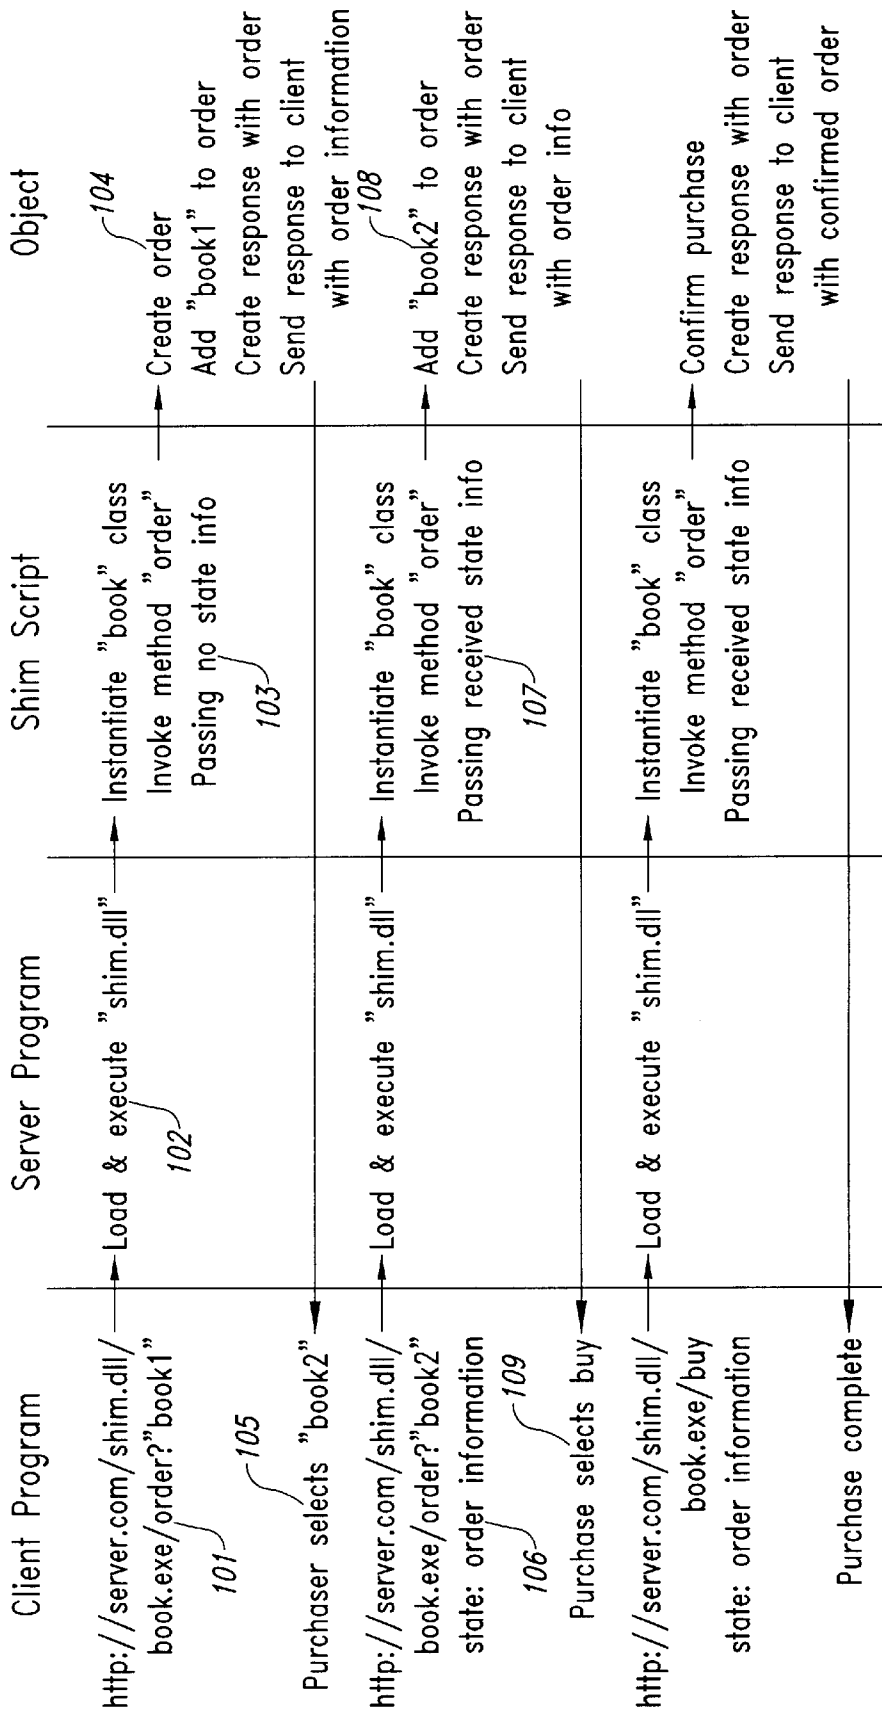 Client Program
Server Program
Shim Script
Object
http://server.com/shim.dll/
book.exe/order?"book1"
101
Load & execute "shim.dll"
102
Instantiate "book" class
Invoke method "order"
Passing no state info
103
104
Create order
Add "book1" to order
Create response with order
Send response to client
with order information
105
Purchaser selects "book2"
http://server.com/shim.dll/
book.exe/order?"book2"
state: order information
106
Load & execute "shim.dll"
Instantiate "book" class
Invoke method "order"
Passing received state info
107
108
Add "book2" to order
Create response with order
Send response to client
with order info
109
Purchase selects buy
http://server.com/shim.dll/
book.exe/buy
state: order information
Load & execute "shim.dll"
Instantiate "book" class
Invoke method "order"
Passing received state info
Confirm purchase
Create response with order
Send response to client
with confirmed order
Purchase complete